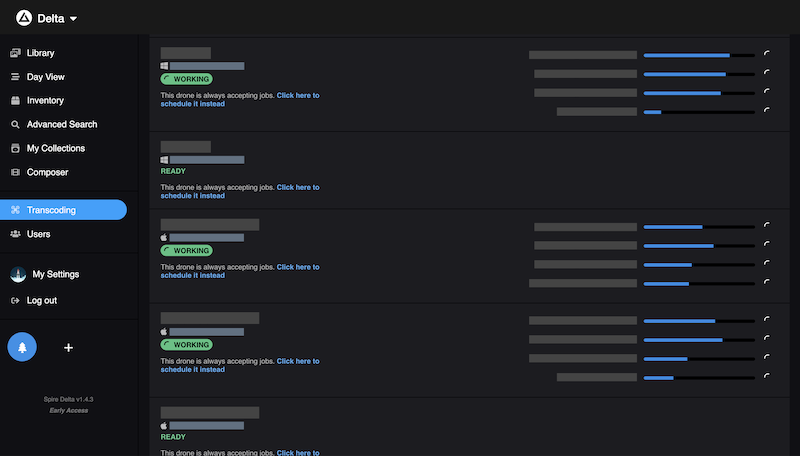 Delta
Library
Day View
Inventory
Advanced Search
My Collections
Composer
Transcoding
Users
My Settings
Log out
+
Spire Delta v1.4.3
Early Access
WORKING
This drone is always accepting jobs. Click here to
schedule it instead
READY
This drone is always accepting jobs. Click here to
schedule it instead
WORKING
This drone is always accepting jobs. Click here to
schedule it instead
WORKING
This drone is always accepting jobs. Click here to
schedule it instead
READY
This drone is always accepting jobs. Click here to